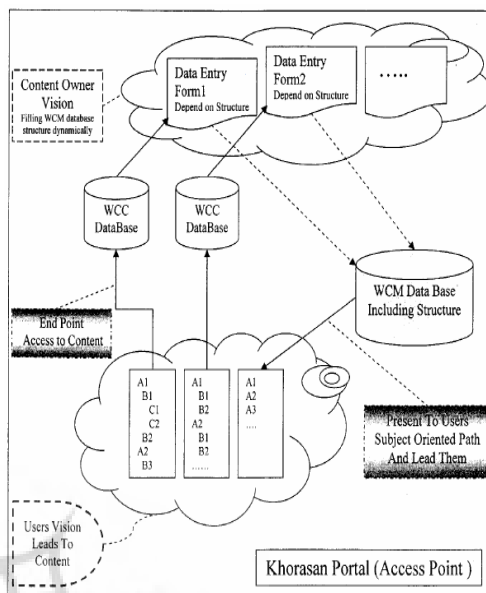 Data Entry
Form1
Depend on Structure
Data Entry
Form2
Depend on Structure
.....
Content Owner
Vision
Filling WCM database
structure dynamically
WCC
DataBase
WCC
DataBase
WCM Data Base
Including Structure
End Point
Access to Content
A1
B1
C1
C2
B2
A2
B3
A1
B1
B2
A2
B1
B2
......
A1
A2
A3
....
Present To Users
Subject Oriented Path
And Lead Them
Users Vision
Leads To
Content
Khorasan Portal (Access Point )